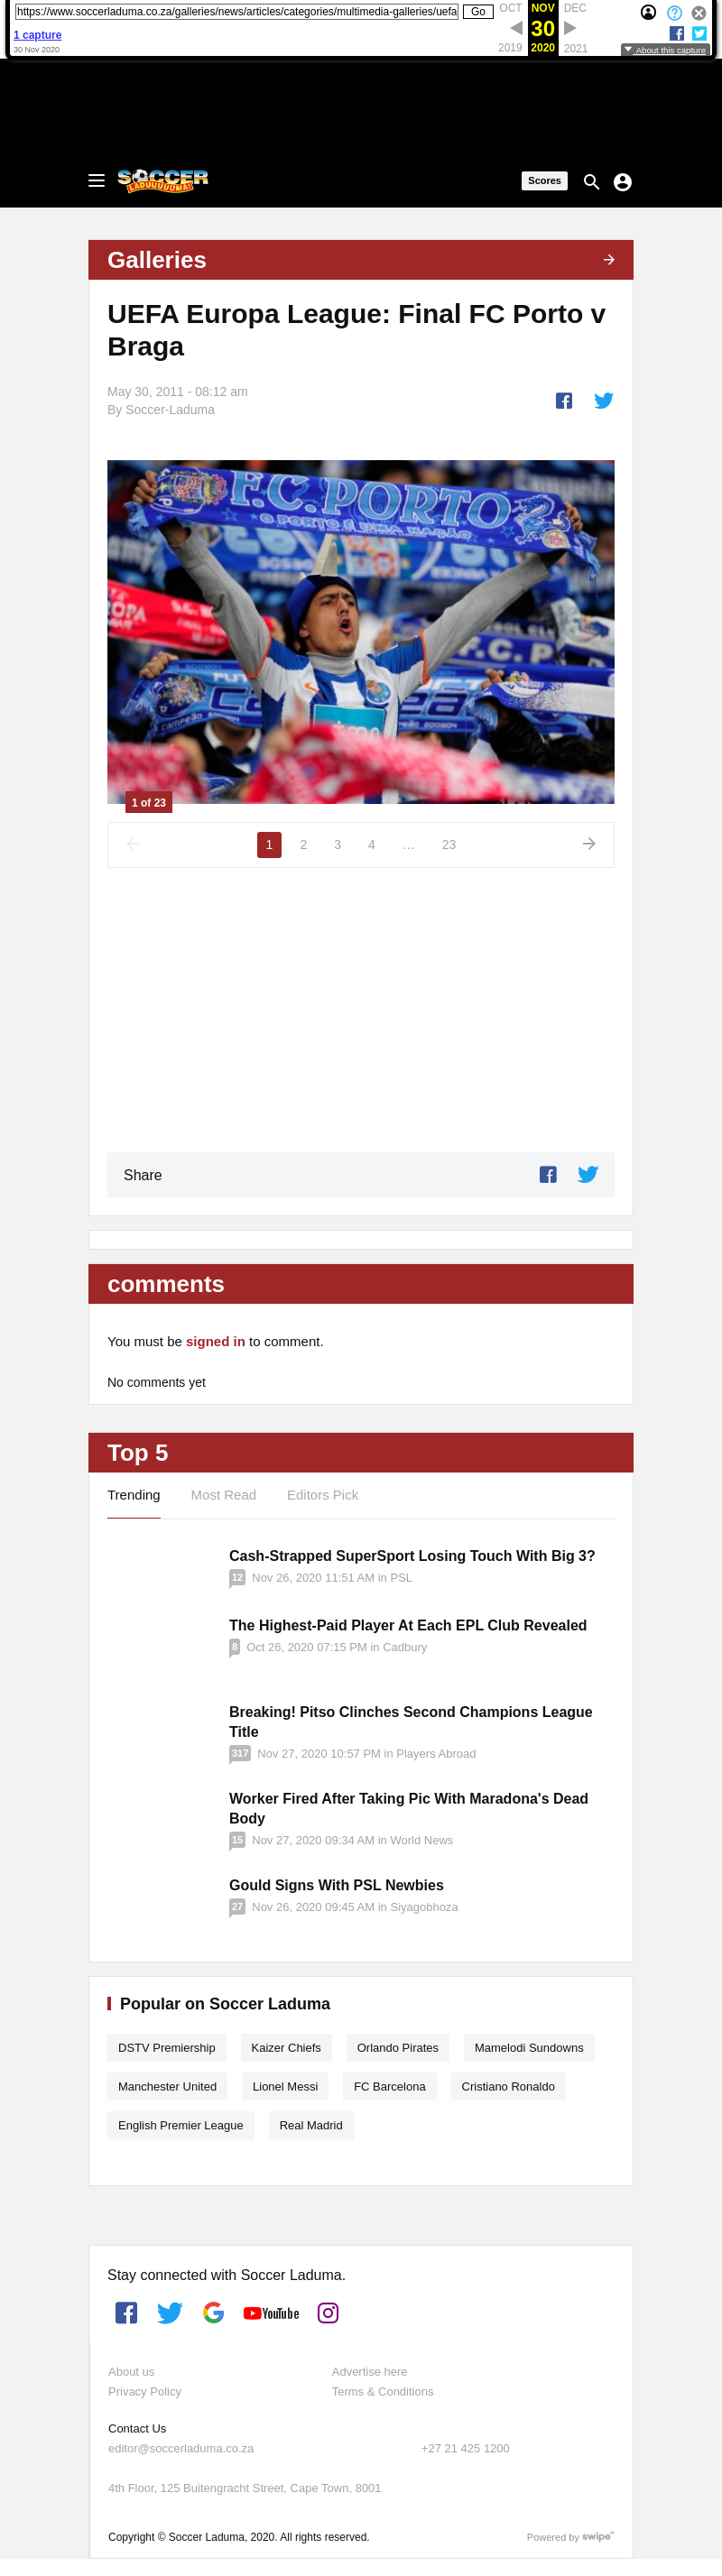 https://www.soccerladuma.co.za/galleries/news/articles/categories/multimedia-galleries/uefa
Go
OCT
NOV
DEC
1 capture
30
30 Nov 2020
2019
2020
2021
About this capture
SOCCER
LADUUUUUMA!
Scores
Galleries
UEFA Europa League: Final FC Porto v
Braga
May 30, 2011 - 08:12 am
By Soccer-Laduma
F.C. PORTO
O PORTO É UMA NAÇÃO
1 of 23
1 2 3 4 … 23
Share
comments
You must be signed in to comment.
No comments yet
Top 5
Trending Most Read Editors Pick
Cash-Strapped SuperSport Losing Touch With Big 3?
12 Nov 26, 2020 11:51 AM in PSL
The Highest-Paid Player At Each EPL Club Revealed
8 Oct 26, 2020 07:15 PM in Cadbury
Breaking! Pitso Clinches Second Champions League
Title
317 Nov 27, 2020 10:57 PM in Players Abroad
Worker Fired After Taking Pic With Maradona's Dead
Body
15 Nov 27, 2020 09:34 AM in World News
Gould Signs With PSL Newbies
27 Nov 26, 2020 09:45 AM in Siyagobhoza
Popular on Soccer Laduma
DSTV Premiership Kaizer Chiefs Orlando Pirates Mamelodi Sundowns
Manchester United Lionel Messi FC Barcelona Cristiano Ronaldo
English Premier League Real Madrid
Stay connected with Soccer Laduma.
YouTube
About us Advertise here
Privacy Policy Terms & Conditions
Contact Us
editor@soccerladuma.co.za +27 21 425 1200
4th Floor, 125 Buitengracht Street, Cape Town, 8001
Copyright © Soccer Laduma, 2020. All rights reserved. Powered by swipe™